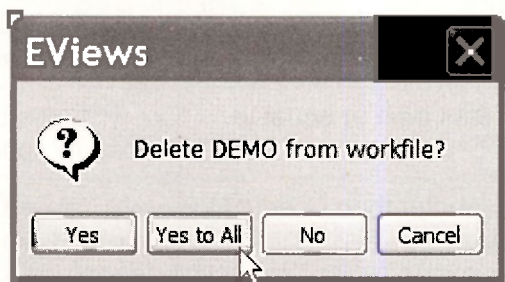 EViews
Delete DEMO from workfile?
Yes Yes to All No Cancel